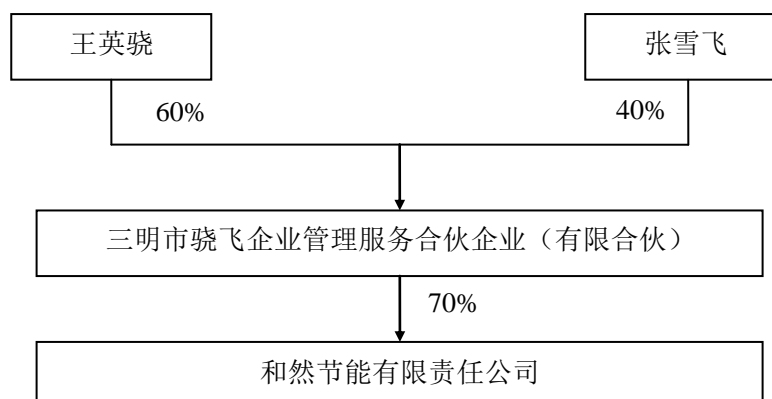 王英骁
张雪飞
60%
40%
三明市骁飞企业管理服务合伙企业（有限合伙）
70%
和然节能有限责任公司